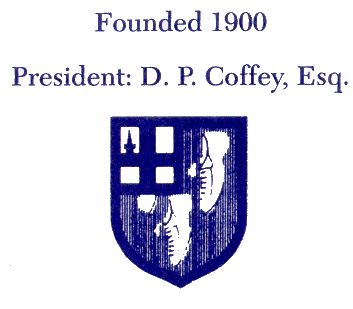 Founded 1900
President: D. P. Coffey, Esq.